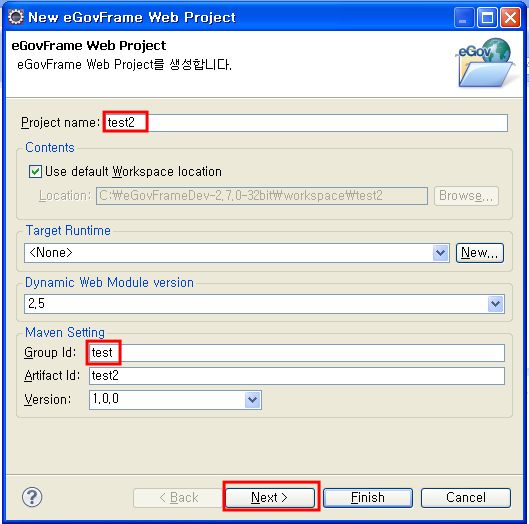 New eGovFrame Web Project
eGovFrame Web Project
eGovFrame Web Project를 생성합니다.
eGov
Project name: test2
Contents
Use default Workspace location
Location: C:₩eGovFrameDev-2.7.0-32bit₩workspace₩test2 Browse...
Target Runtime
<None> New...
Dynamic Web Module version
2.5
Maven Setting
Group Id: test
Artifact Id: test2
Version: 1.0.0
? < Back Next > Finish Cancel